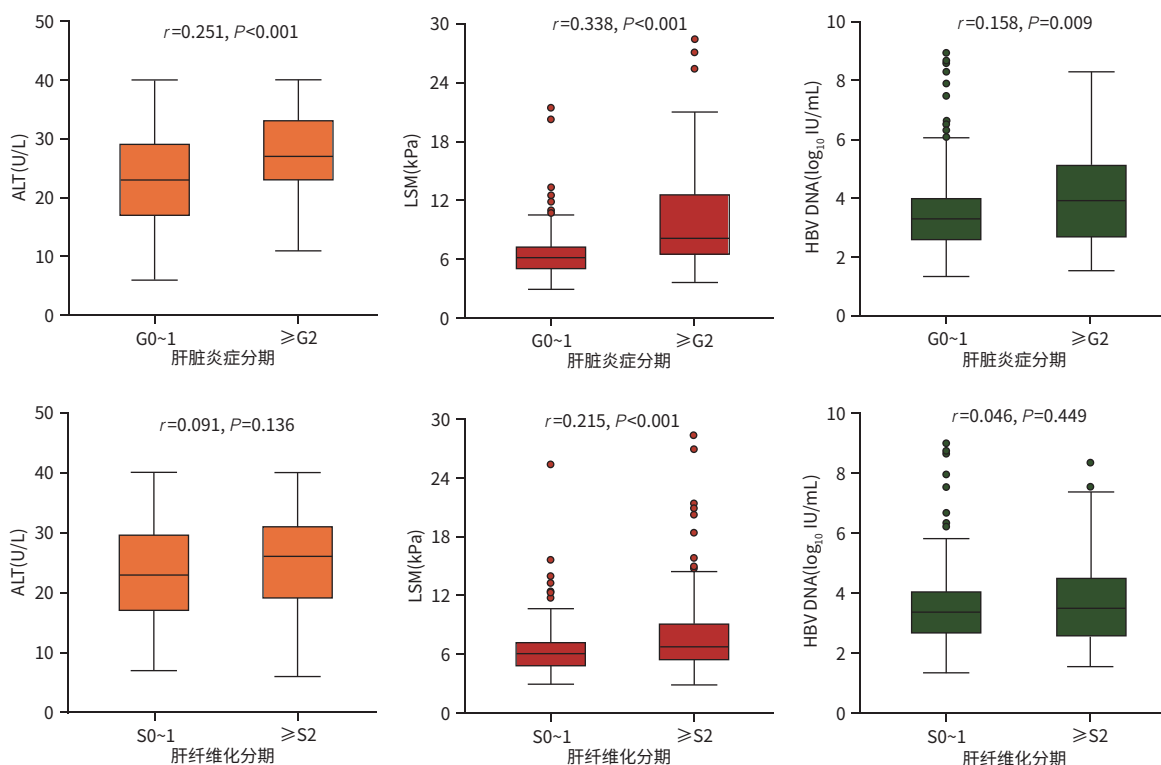 r=0.251, P<0.001
50
40
30
20
10
0
ALT(U/L)
G0~1
≥G2
肝脏炎症分期
r=0.338, P<0.001
30
24
18
12
6
0
LSM(kPa)
G0~1
≥G2
肝脏炎症分期
r=0.158, P=0.009
10
8
6
4
2
0
HBV DNA(log₁₀ IU/mL)
G0~1
≥G2
肝脏炎症分期
r=0.091, P=0.136
50
40
30
20
10
0
ALT(U/L)
S0~1
≥S2
肝纤维化分期
r=0.215, P<0.001
30
24
18
12
6
0
LSM(kPa)
S0~1
≥S2
肝纤维化分期
r=0.046, P=0.449
10
8
6
4
2
0
HBV DNA(log₁₀ IU/mL)
S0~1
≥S2
肝纤维化分期